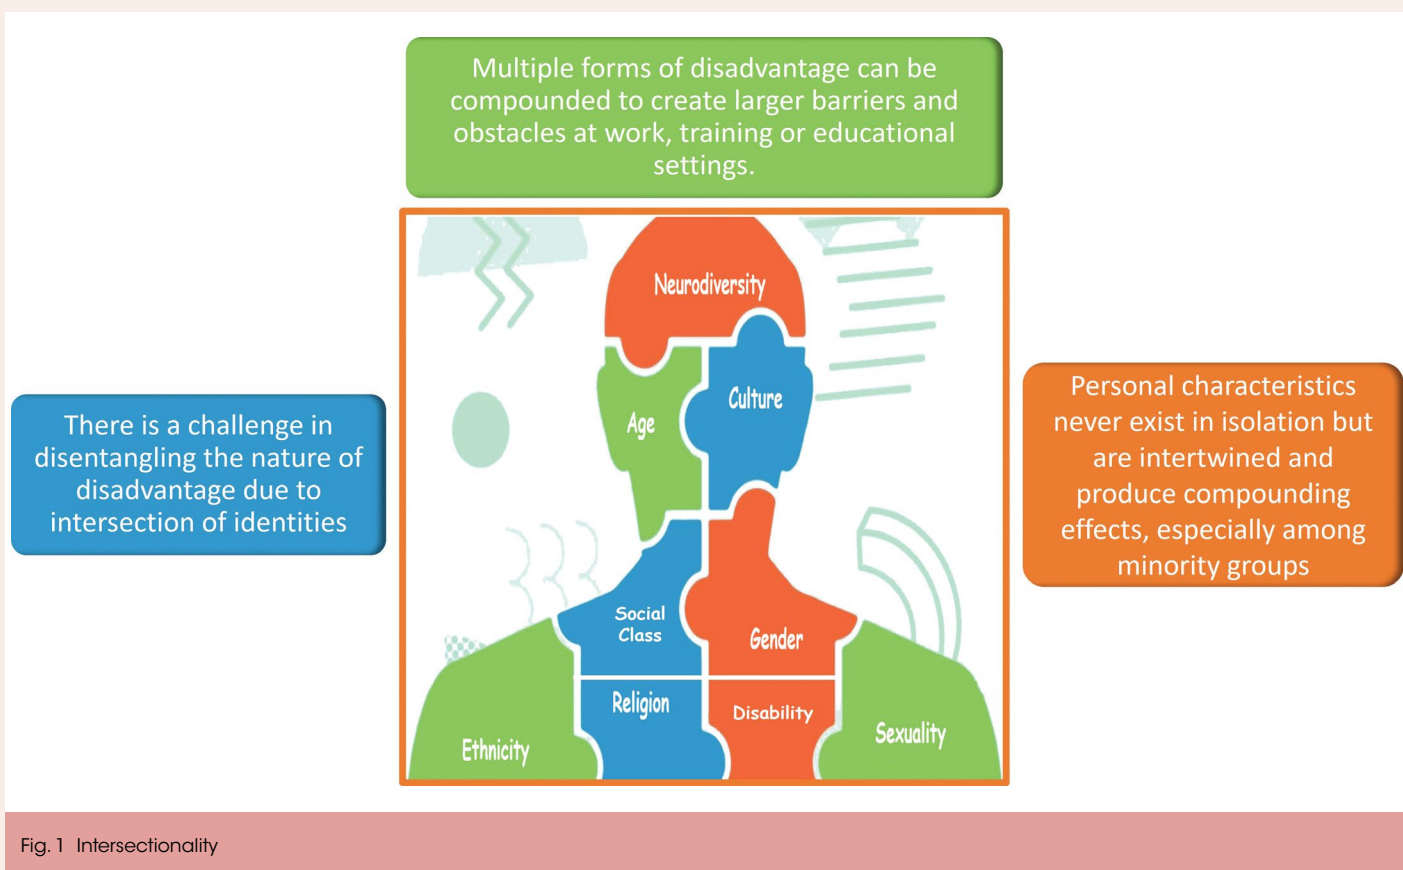 Multiple forms of disadvantage can be
compounded to create larger barriers and
obstacles at work, training or educational
settings.
There is a challenge in
disentangling the nature of
disadvantage due to
intersection of identities
Neurodiversity
Age
Culture
Social
Class
Gender
Religion
Disability
Ethnicity
Sexuality
Personal characteristics
never exist in isolation but
are intertwined and
produce compounding
effects, especially among
minority groups
Fig. 1 Intersectionality